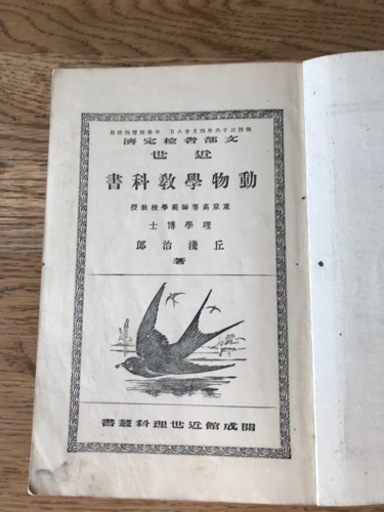 文部省檢定濟
近世
動物學教科書
東京高等師範學校教授
理學博士
丘淺治郎
著
開成館近世理科叢書